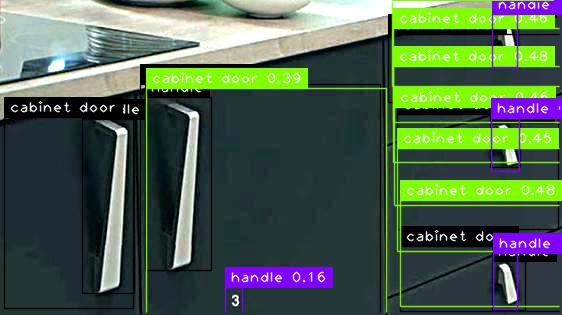 handle
cabinet door 0.46
cabinet door 0.48
cabinet door 0.39
handle
cabinet door 0.46
handle
cabinet door
cabinet door 0.45
cabinet door 0.48
cabinet do
handle
handle 0.16
3